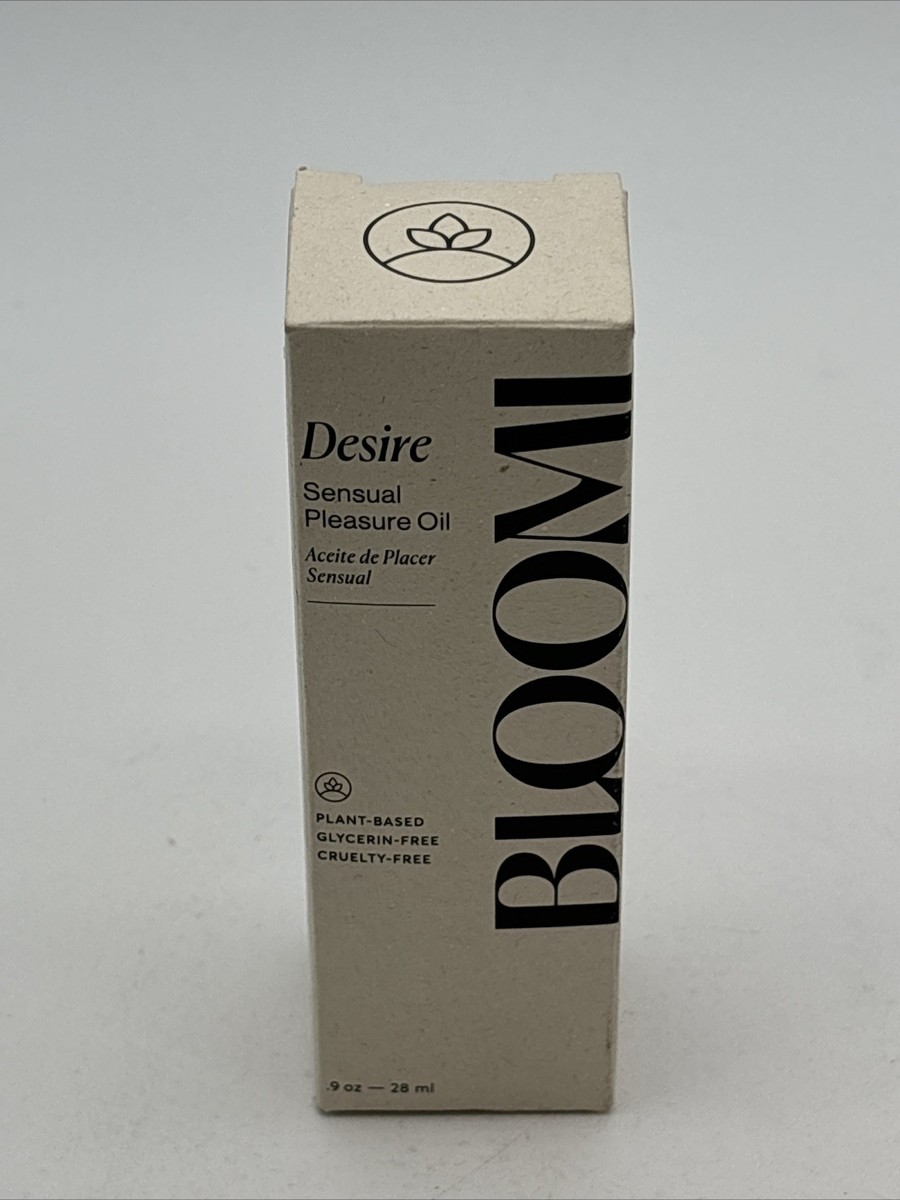 Desire
Sensual
Pleasure Oil
Aceite de Placer
Sensual
PLANT-BASED
GLYCERIN-FREE
CRUELTY-FREE
.9 oz — 28 ml
BLOOMI